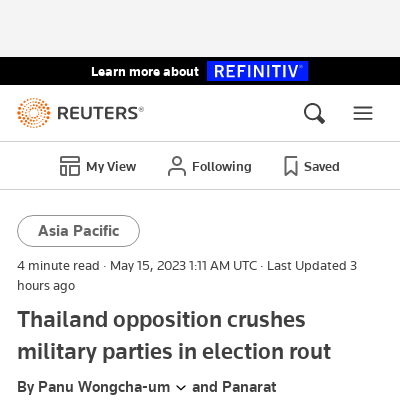 Learn more about REFINITIV
REUTERS®
My View Following Saved
Asia Pacific
4 minute read · May 15, 2023 1:11 AM UTC · Last Updated 3
hours ago
Thailand opposition crushes
military parties in election rout
By Panu Wongcha-um and Panarat